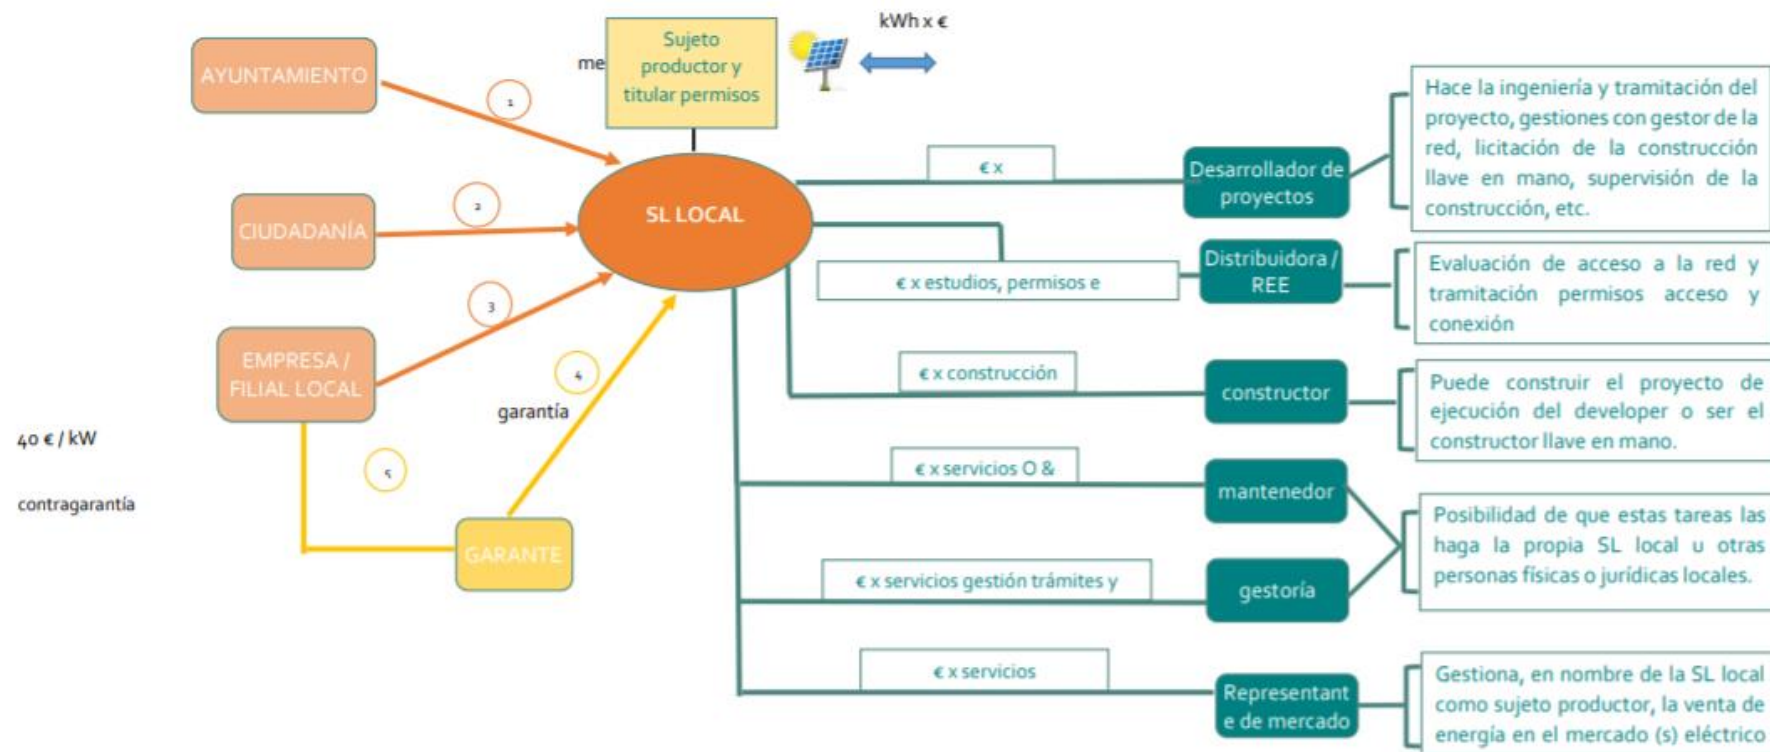 kWh x €
AYUNTAMIENTO
me
Sujeto
productor y
titular permisos
1
Hace la ingeniería y tramitación del
proyecto, gestiones con gestor de la
red, licitación de la construcción
llave en mano, supervisión de la
construcción, etc.
€ x
Desarrollador de
proyectos
CIUDADANÍA
2
SL LOCAL
€ x estudios, permisos e
Distribuidora /
REE
Evaluación de acceso a la red y
tramitación permisos acceso y
conexión
3
EMPRESA /
FILIAL LOCAL
4
garantía
€ x construcción
constructor
Puede construir el proyecto de
ejecución del developer o ser el
constructor llave en mano.
40 € / kW
contragarantía
5
€ x servicios O &
mantenedor
GARANTE
€ x servicios gestión trámites y
gestoría
Posibilidad de que estas tareas las
haga la propia SL local u otras
personas físicas o jurídicas locales.
€ x servicios
Representant
e de mercado
Gestiona, en nombre de la SL local
como sujeto productor, la venta de
energía en el mercado (s) eléctrico